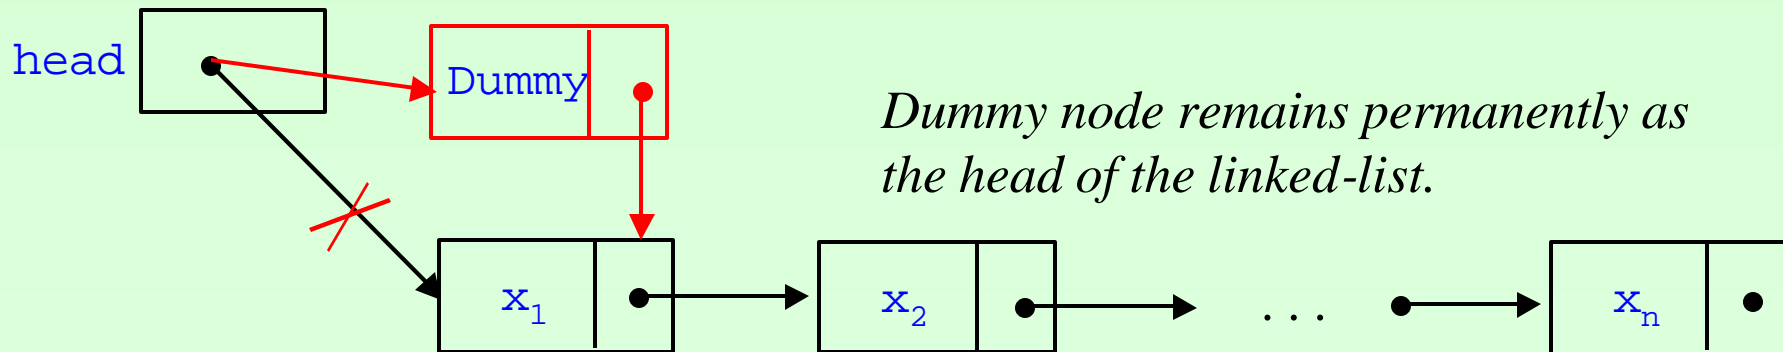 head
Dummy
Dummy node remains permanently as
the head of the linked-list.
x₁
x₂
. . .
xₙ